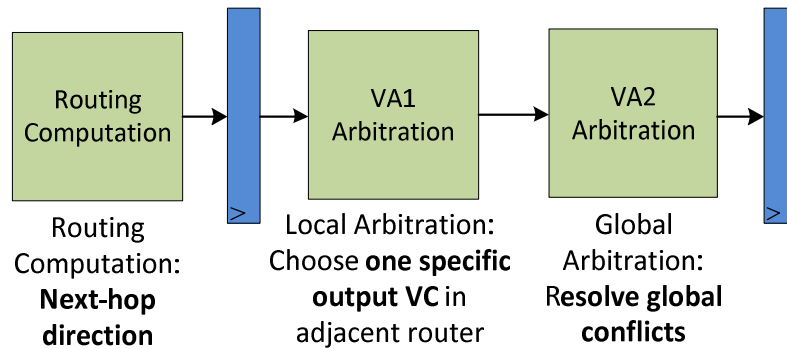 Routing
Computation
VA1
Arbitration
VA2
Arbitration
>
>
Routing
Computation:
Next-hop
direction
Local Arbitration:
Choose one specific
output VC in
adjacent router
Global
Arbitration:
Resolve global
conflicts